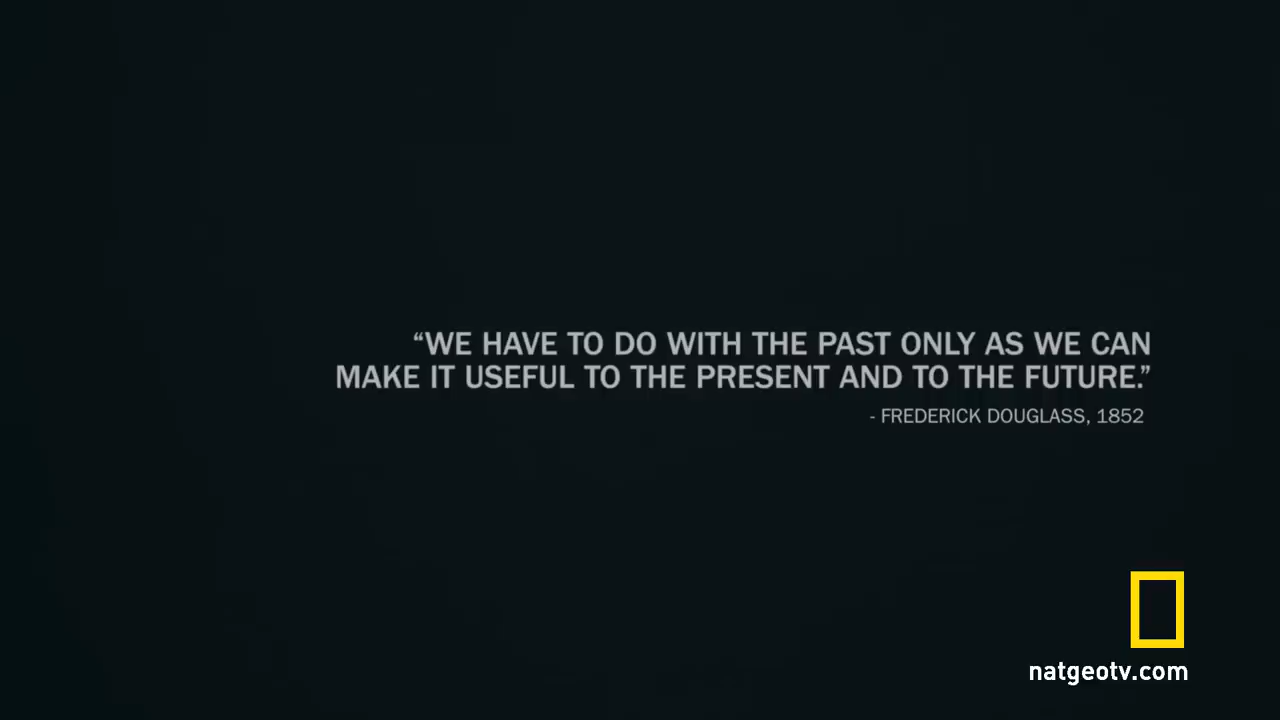 “WE HAVE TO DO WITH THE PAST ONLY AS WE CAN
MAKE IT USEFUL TO THE PRESENT AND TO THE FUTURE.”
- FREDERICK DOUGLASS, 1852
natgeotv.com